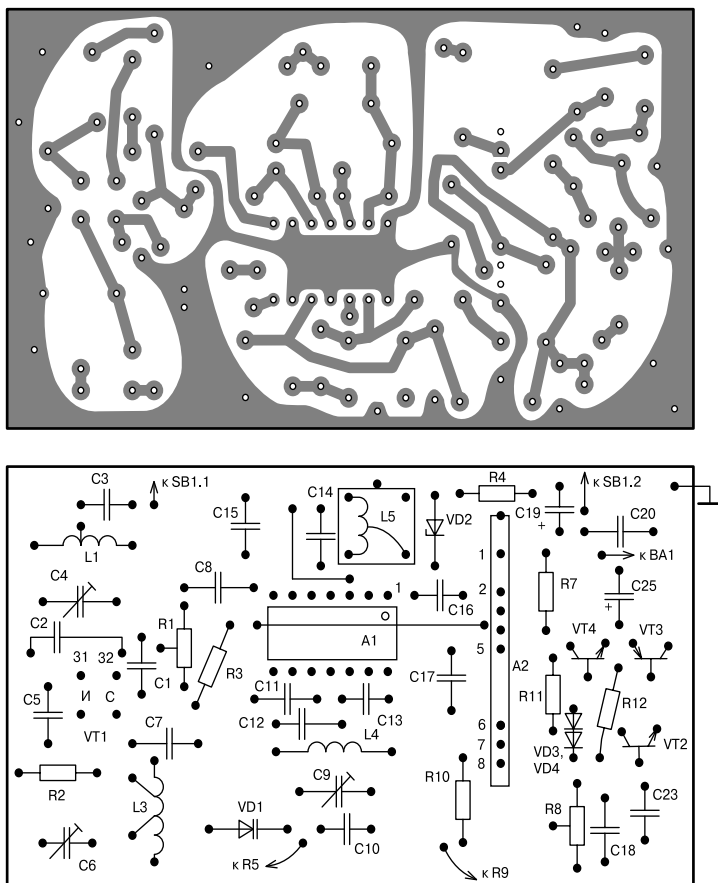 C3
к SB1.1
C14
R4
к SB1.2
C15
L5
VD2
C19
+
C20
L1
1
к BA1
C4
C8
1
2
R7
C25
+
C2
R1
C16
VT4
VT3
31
32
C1
R3
A1
5
A2
И
С
C11
C17
R11
R12
C5
C7
C12
C13
6
VT1
L4
7
VD3,
VD4
VT2
8
R2
C9
R10
L3
VD1
R8
C23
C6
к R5
C10
к R9
C18